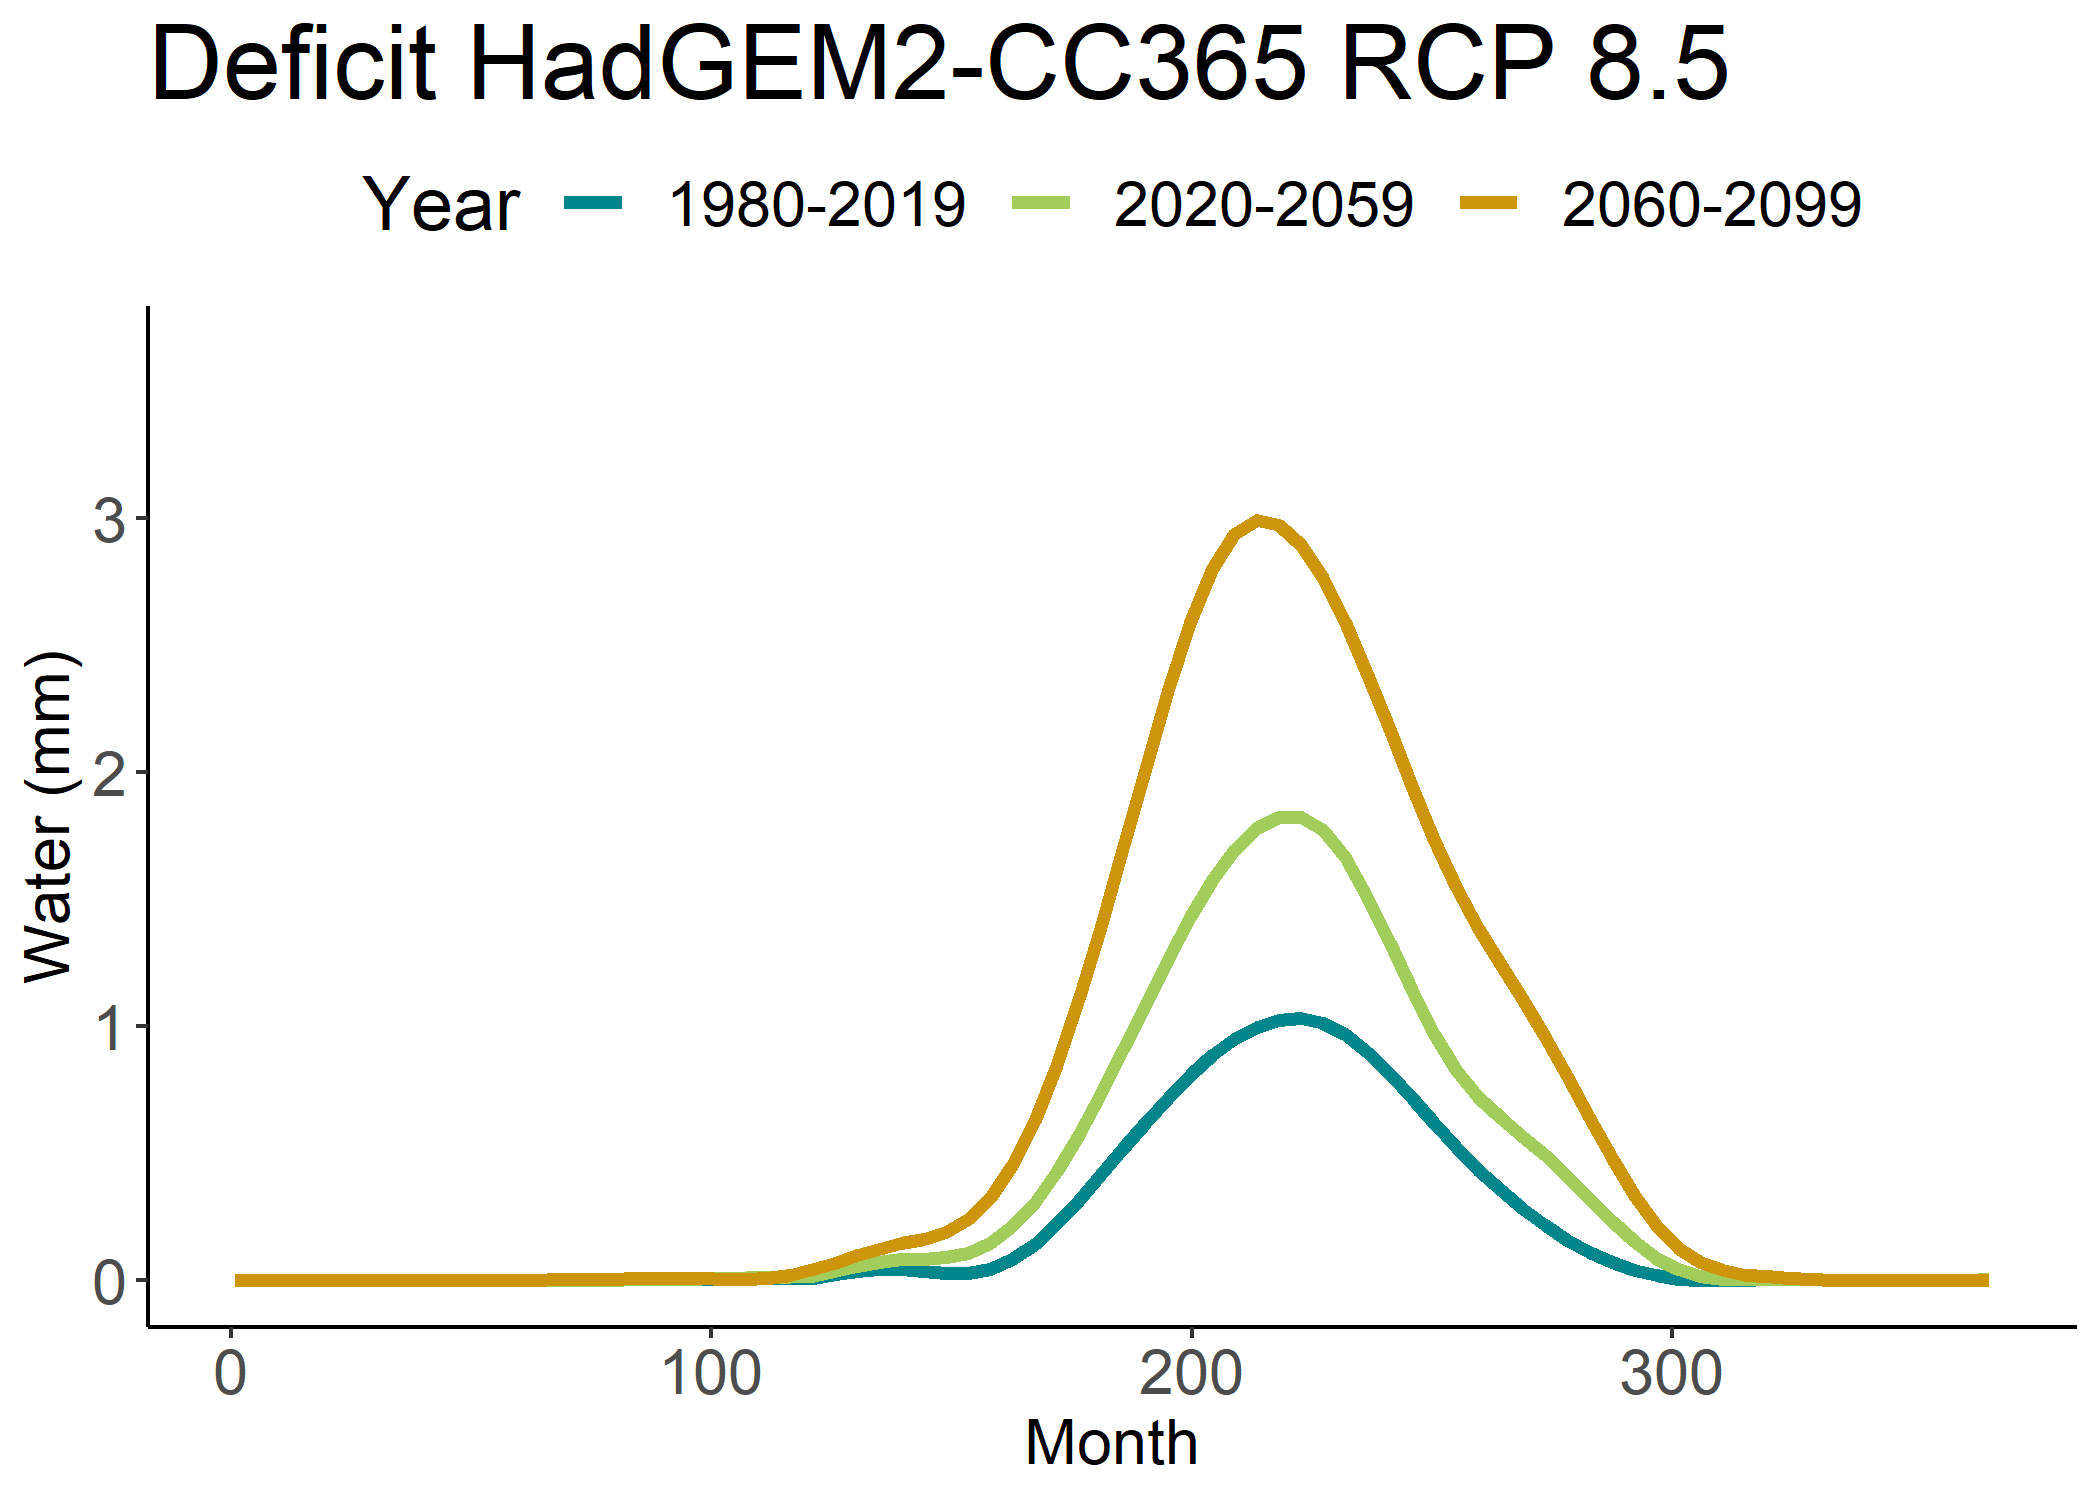 Deficit HadGEM2-CC365 RCP 8.5
Year 1980-2019 2020-2059 2060-2099
3
2
1
0
Water (mm)
0 100 200 300
Month